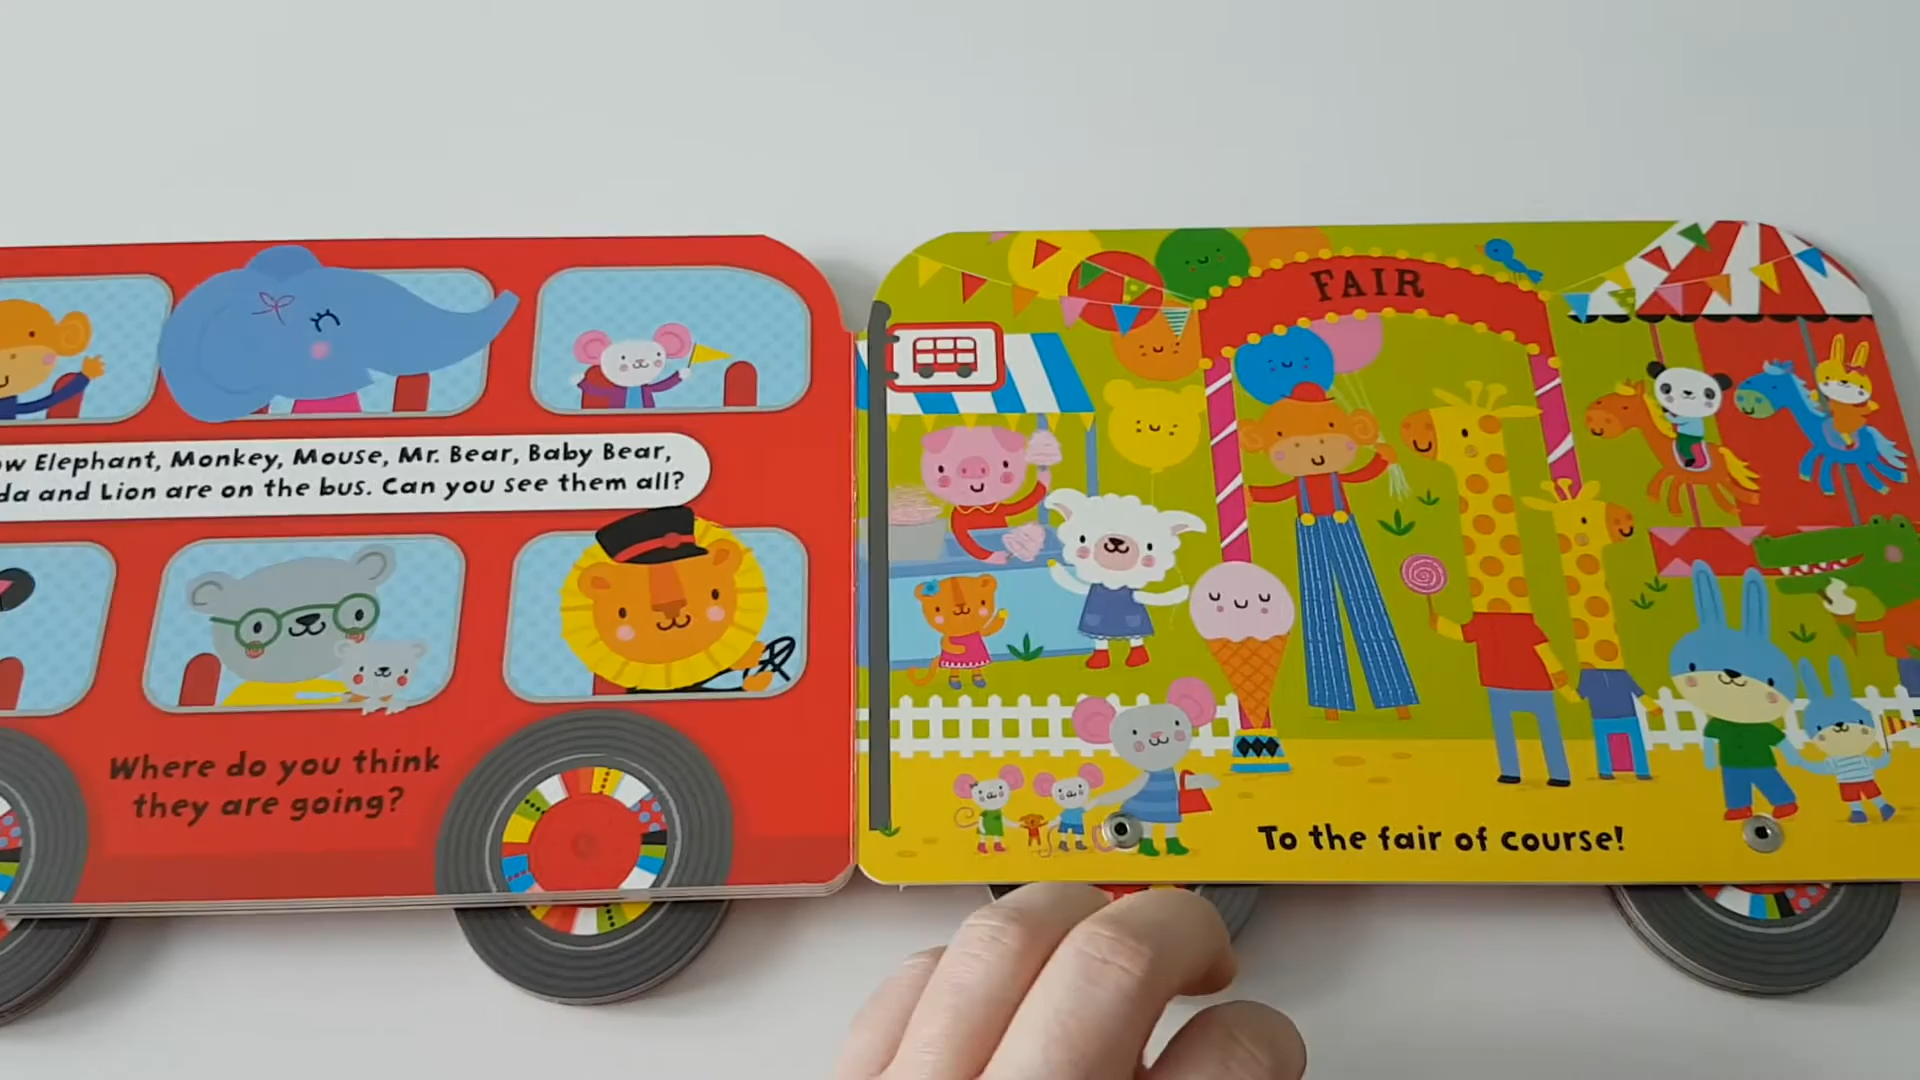 Elephant, Monkey, Mouse, Mr. Bear, Baby Bear,
and Lion are on the bus. Can you see them all?
Where do you think
they are going?
FAIR
To the fair of course!